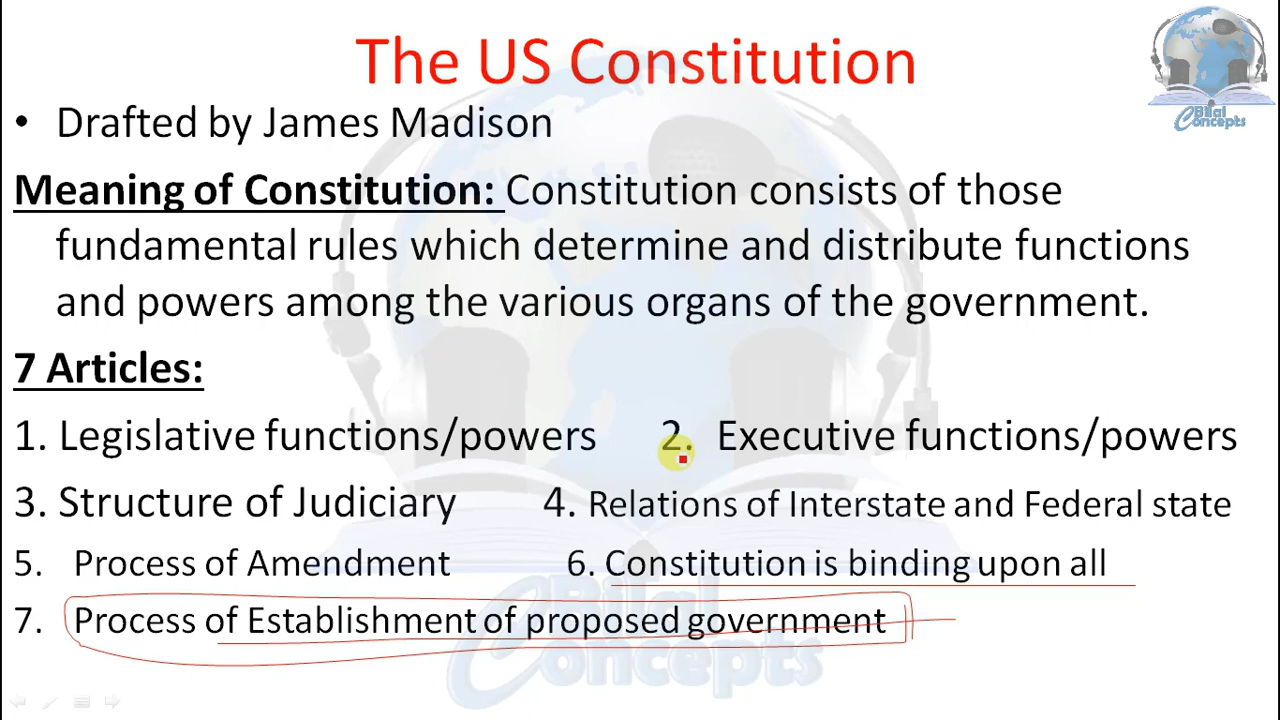 The US Constitution
Bilal
Concepts
• Drafted by James Madison
Meaning of Constitution: Constitution consists of those
fundamental rules which determine and distribute functions
and powers among the various organs of the government.
7 Articles:
1. Legislative functions/powers 2. Executive functions/powers
3. Structure of Judiciary 4. Relations of Interstate and Federal state
5. Process of Amendment 6. Constitution is binding upon all
7. Process of Establishment of proposed government
Bilal
Concepts